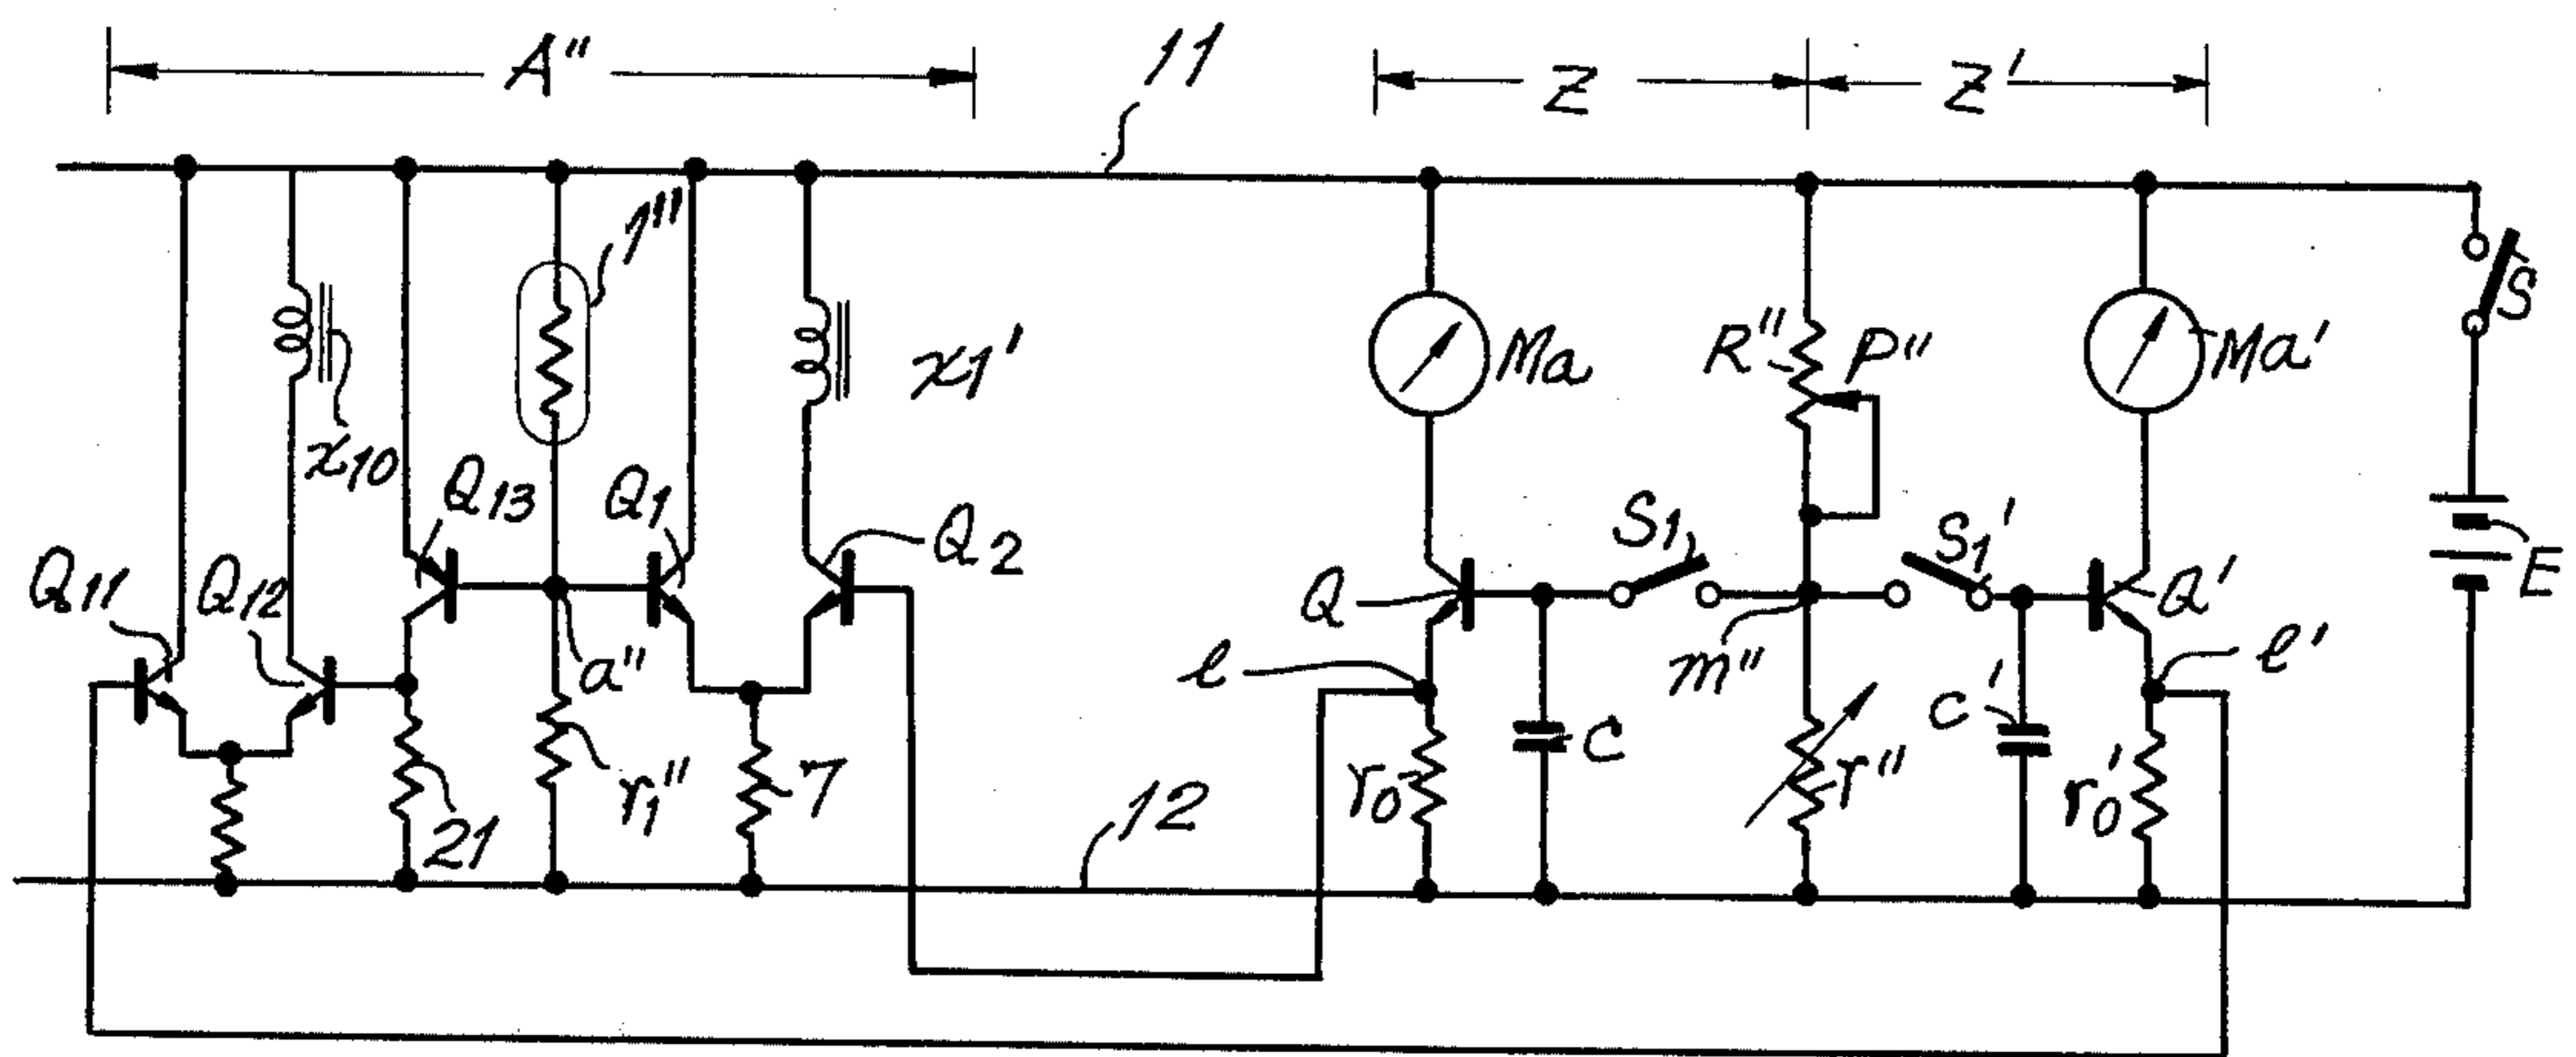 A"
11
Z
Z'
1"
x10
x1'
Ma
R"
P"
Ma'
S
Q13
Q1
Q2
Q11
Q12
S1
S1'
E
Q
Q'
a"
l
m"
l'
c
c'
r1"
7
r0
r"
r0'
21
12